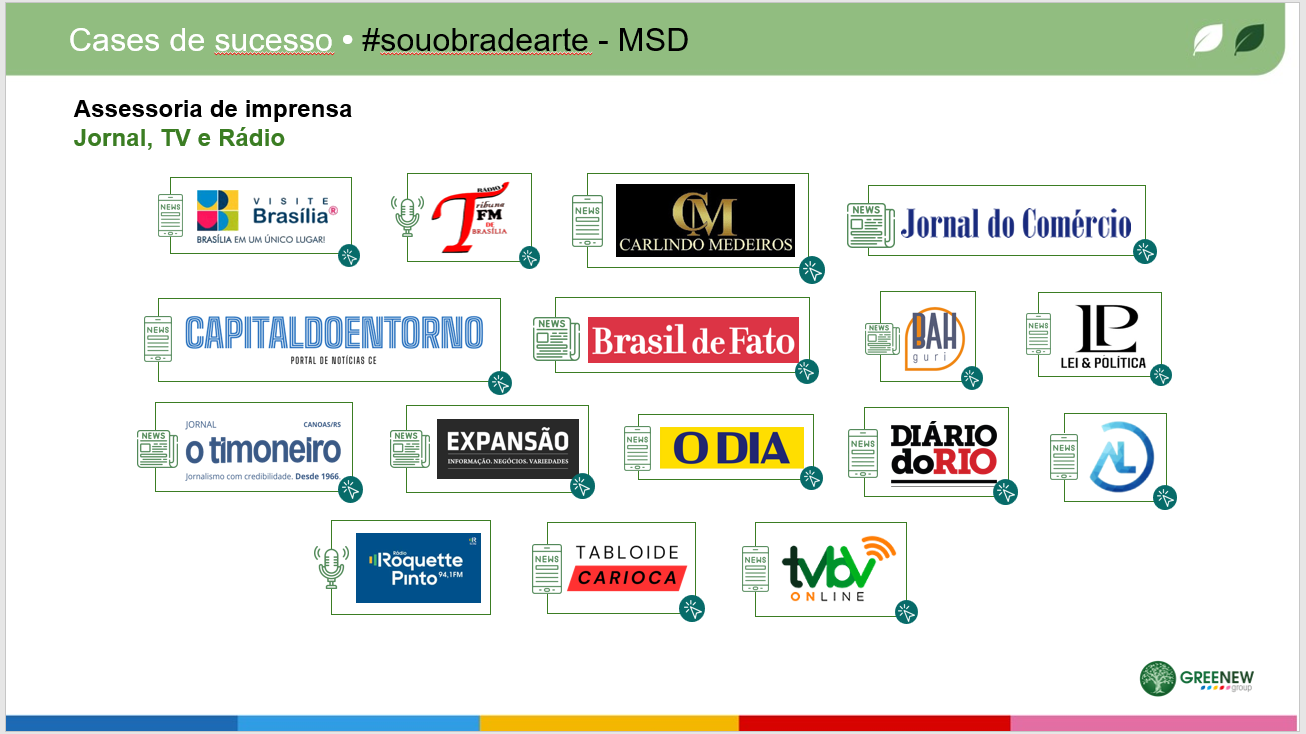 Cases de sucesso • #souobradearte - MSD
Assessoria de imprensa
Jornal, TV e Rádio
NEWS
VISITE
Brasília®
BRASÍLIA EM UM ÚNICO LUGAR!
RÁDIO
Tribuna
FM
DE
BRASÍLIA
NEWS
CM
CARLINDO MEDEIROS
NEWS
Jornal do Comércio
NEWS
CAPITALDOENTORNO
PORTAL DE NOTÍCIAS CE
NEWS
Brasil de Fato
NEWS
BAH
guri
NEWS
LP
LEI & POLÍTICA
NEWS
JORNAL CANOAS/RS
o timoneiro
Jornalismo com credibilidade. Desde 1966
NEWS
EXPANSÃO
INFORMAÇÃO. NEGÓCIOS. VARIEDADES
NEWS
O DIA
NEWS
DIÁRIO
doRIO
NEWS
AL
Rádio
Roquette
Pinto 94,1FM
NEWS
TABLOIDE
CARIOCA
NEWS
tvbv
ONLINE
GREENEW
group